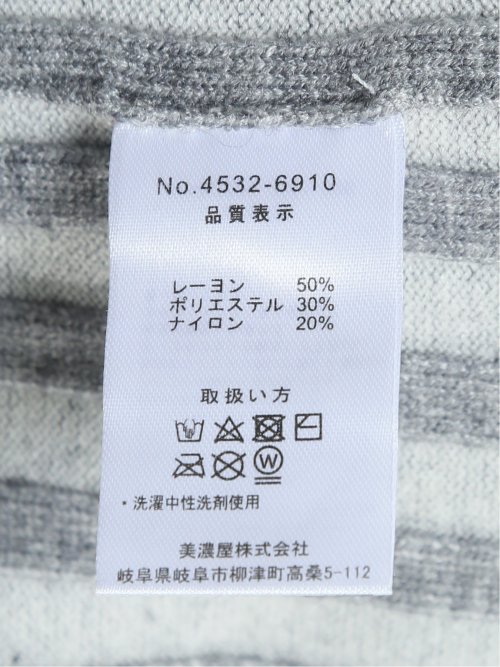 No.4532-6910
品質表示
レーヨン 50%
ポリエステル 30%
ナイロン 20%
取扱い方
W
・洗濯中性洗剤使用
美濃屋株式会社
岐阜県岐阜市柳津町高桑5-112